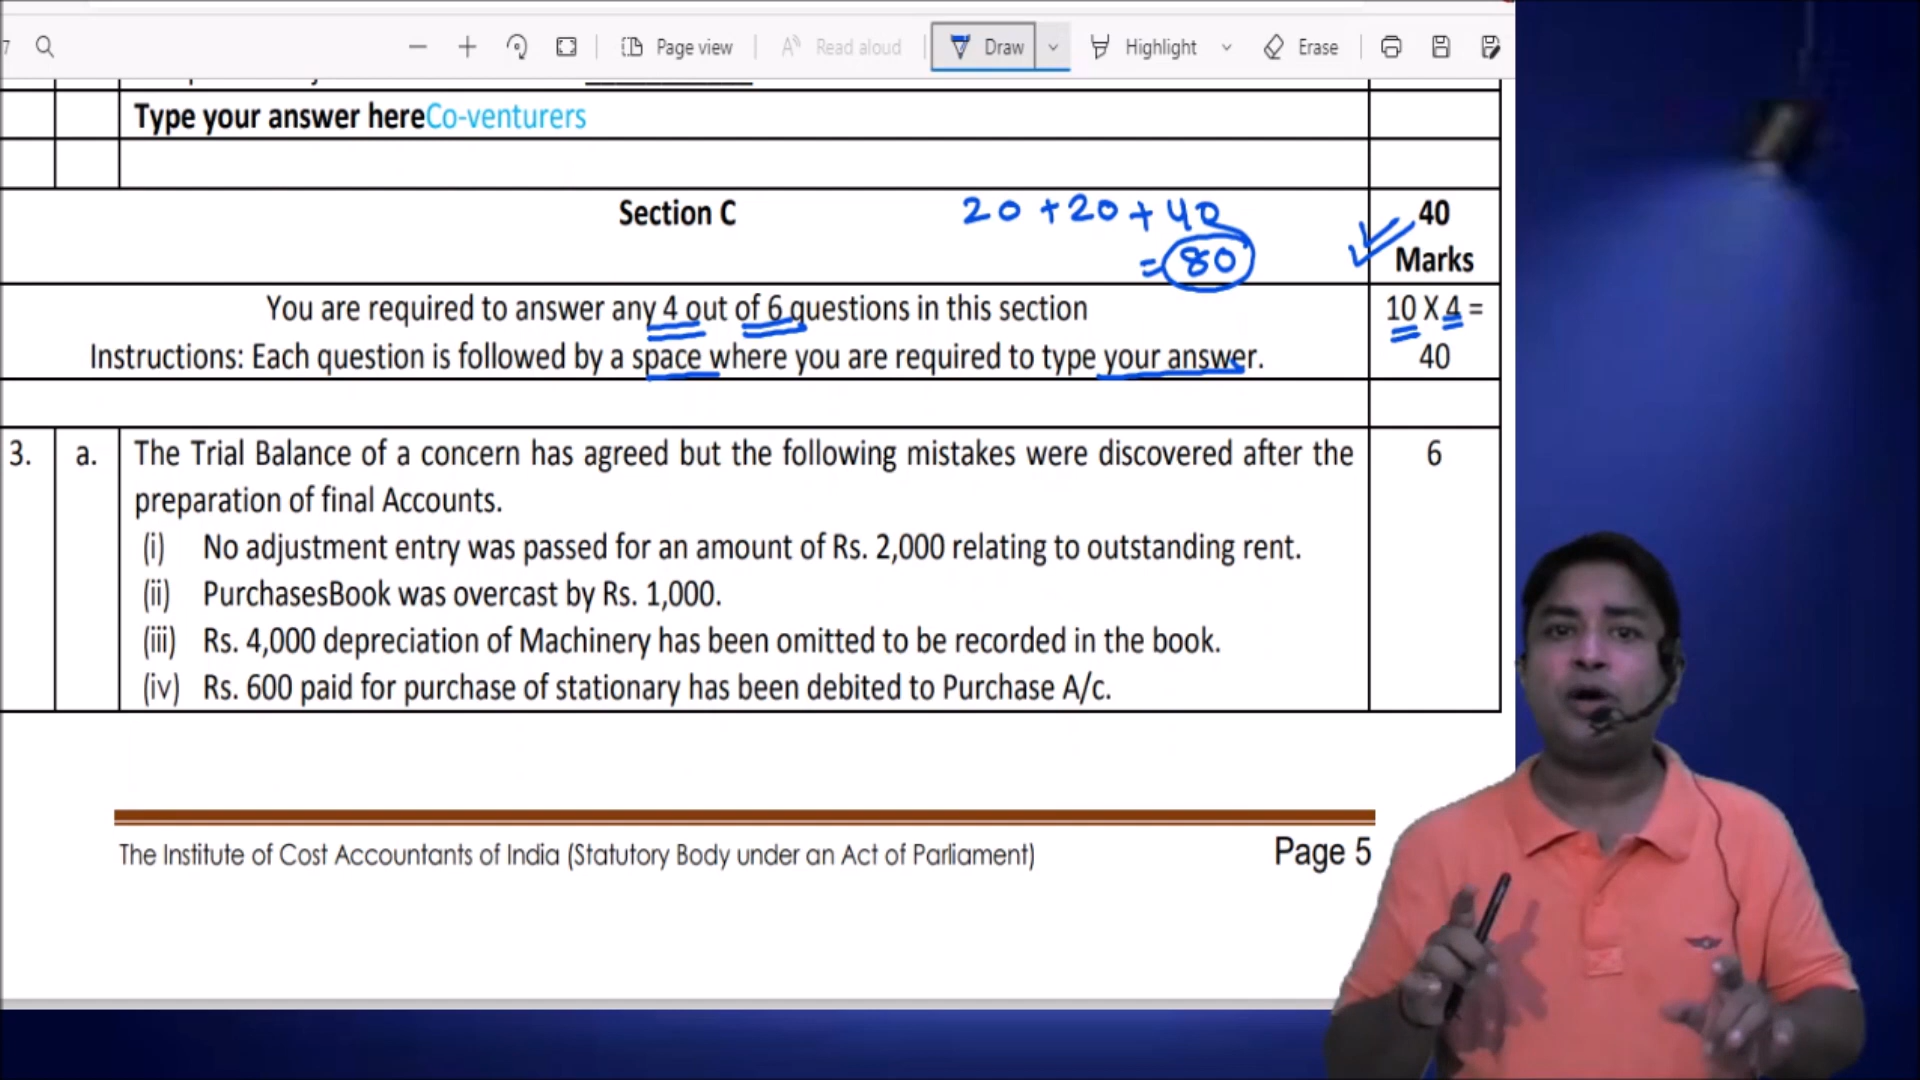 7 Page view Read aloud Draw Highlight Erase
Type your answer hereCo-venturers
Section C 20 + 20 + 40 40
= 80 Marks
You are required to answer any 4 out of 6 questions in this section 10 X 4 =
Instructions: Each question is followed by a space where you are required to type your answer. 40
3. a. The Trial Balance of a concern has agreed but the following mistakes were discovered after the 6
preparation of final Accounts.
(i) No adjustment entry was passed for an amount of Rs. 2,000 relating to outstanding rent.
(ii) PurchasesBook was overcast by Rs. 1,000.
(iii) Rs. 4,000 depreciation of Machinery has been omitted to be recorded in the book.
(iv) Rs. 600 paid for purchase of stationary has been debited to Purchase A/c.
The Institute of Cost Accountants of India (Statutory Body under an Act of Parliament) Page 5